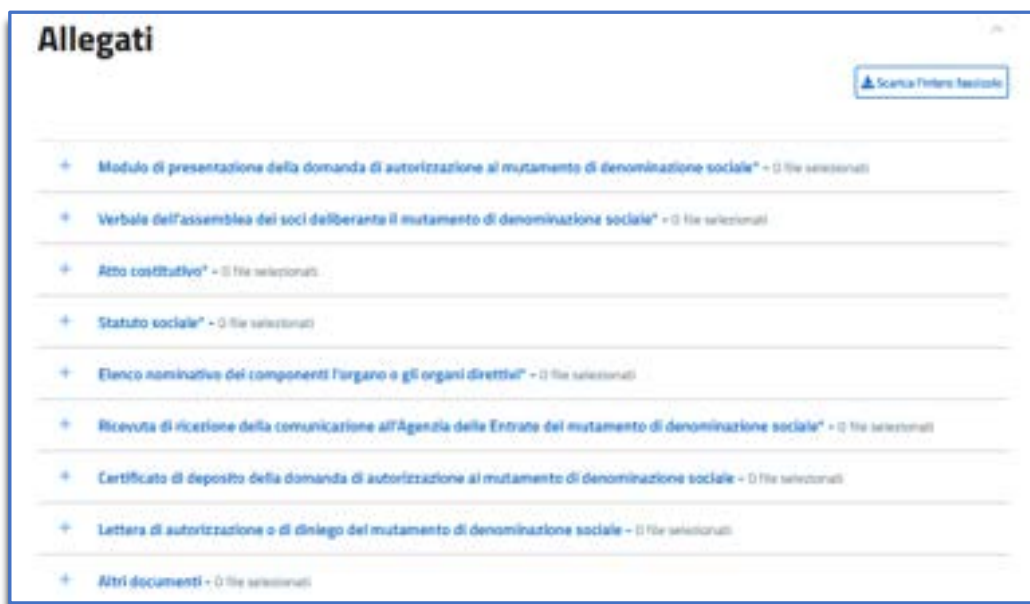 Allegati
Scarica l'intero fascicolo
+ Modulo di presentazione della domanda di autorizzazione al mutamento di denominazione sociale* - 0 file selezionati
+ Verbale dell'assemblea dei soci deliberante il mutamento di denominazione sociale* - 0 file selezionati
+ Atto costitutivo* - 0 file selezionati
+ Statuto sociale* - 0 file selezionati
+ Elenco nominativo dei componenti l'organo o gli organi direttivi* - 0 file selezionati
+ Ricevuta di ricezione della comunicazione all'Agenzia delle Entrate del mutamento di denominazione sociale* - 0 file selezionati
+ Certificato di deposito della domanda di autorizzazione al mutamento di denominazione sociale - 0 file selezionati
+ Lettera di autorizzazione o di diniego del mutamento di denominazione sociale - 0 file selezionati
+ Altri documenti - 0 file selezionati